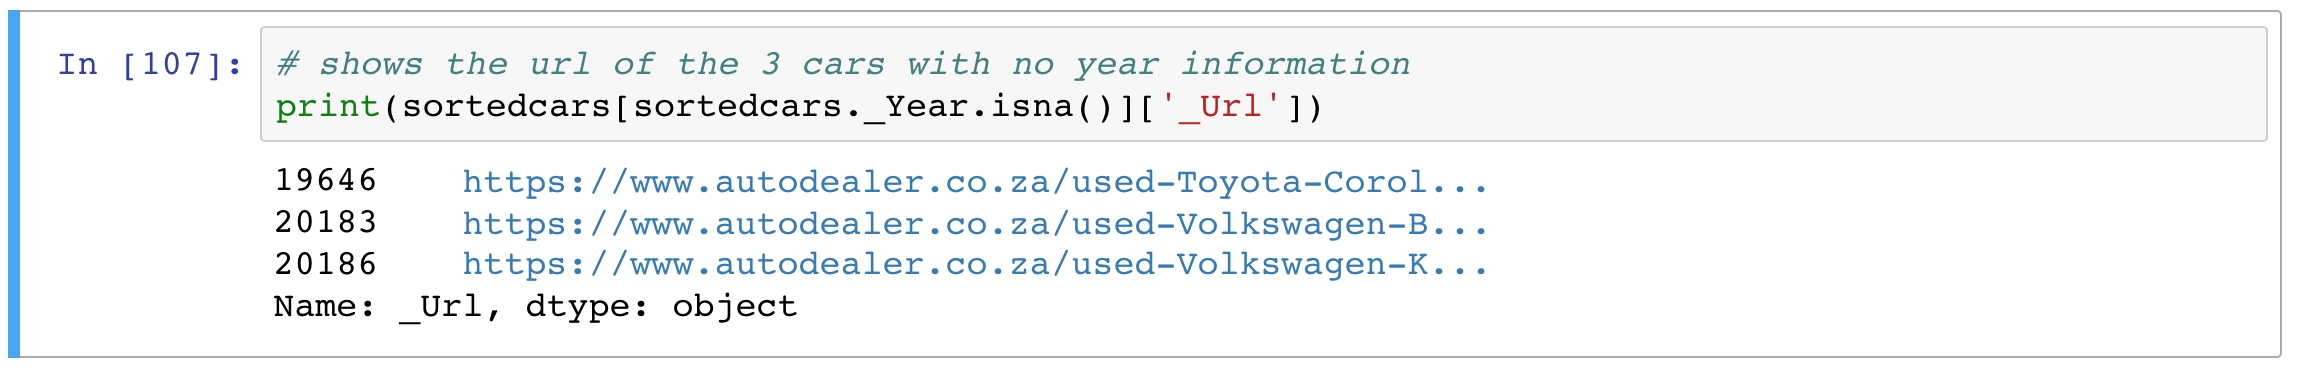 In [107]: # shows the url of the 3 cars with no year information
print(sortedcars[sortedcars._Year.isna()]['_Url'])
19646    https://www.autodealer.co.za/used-Toyota-Corol...
20183    https://www.autodealer.co.za/used-Volkswagen-B...
20186    https://www.autodealer.co.za/used-Volkswagen-K...
Name: _Url, dtype: object